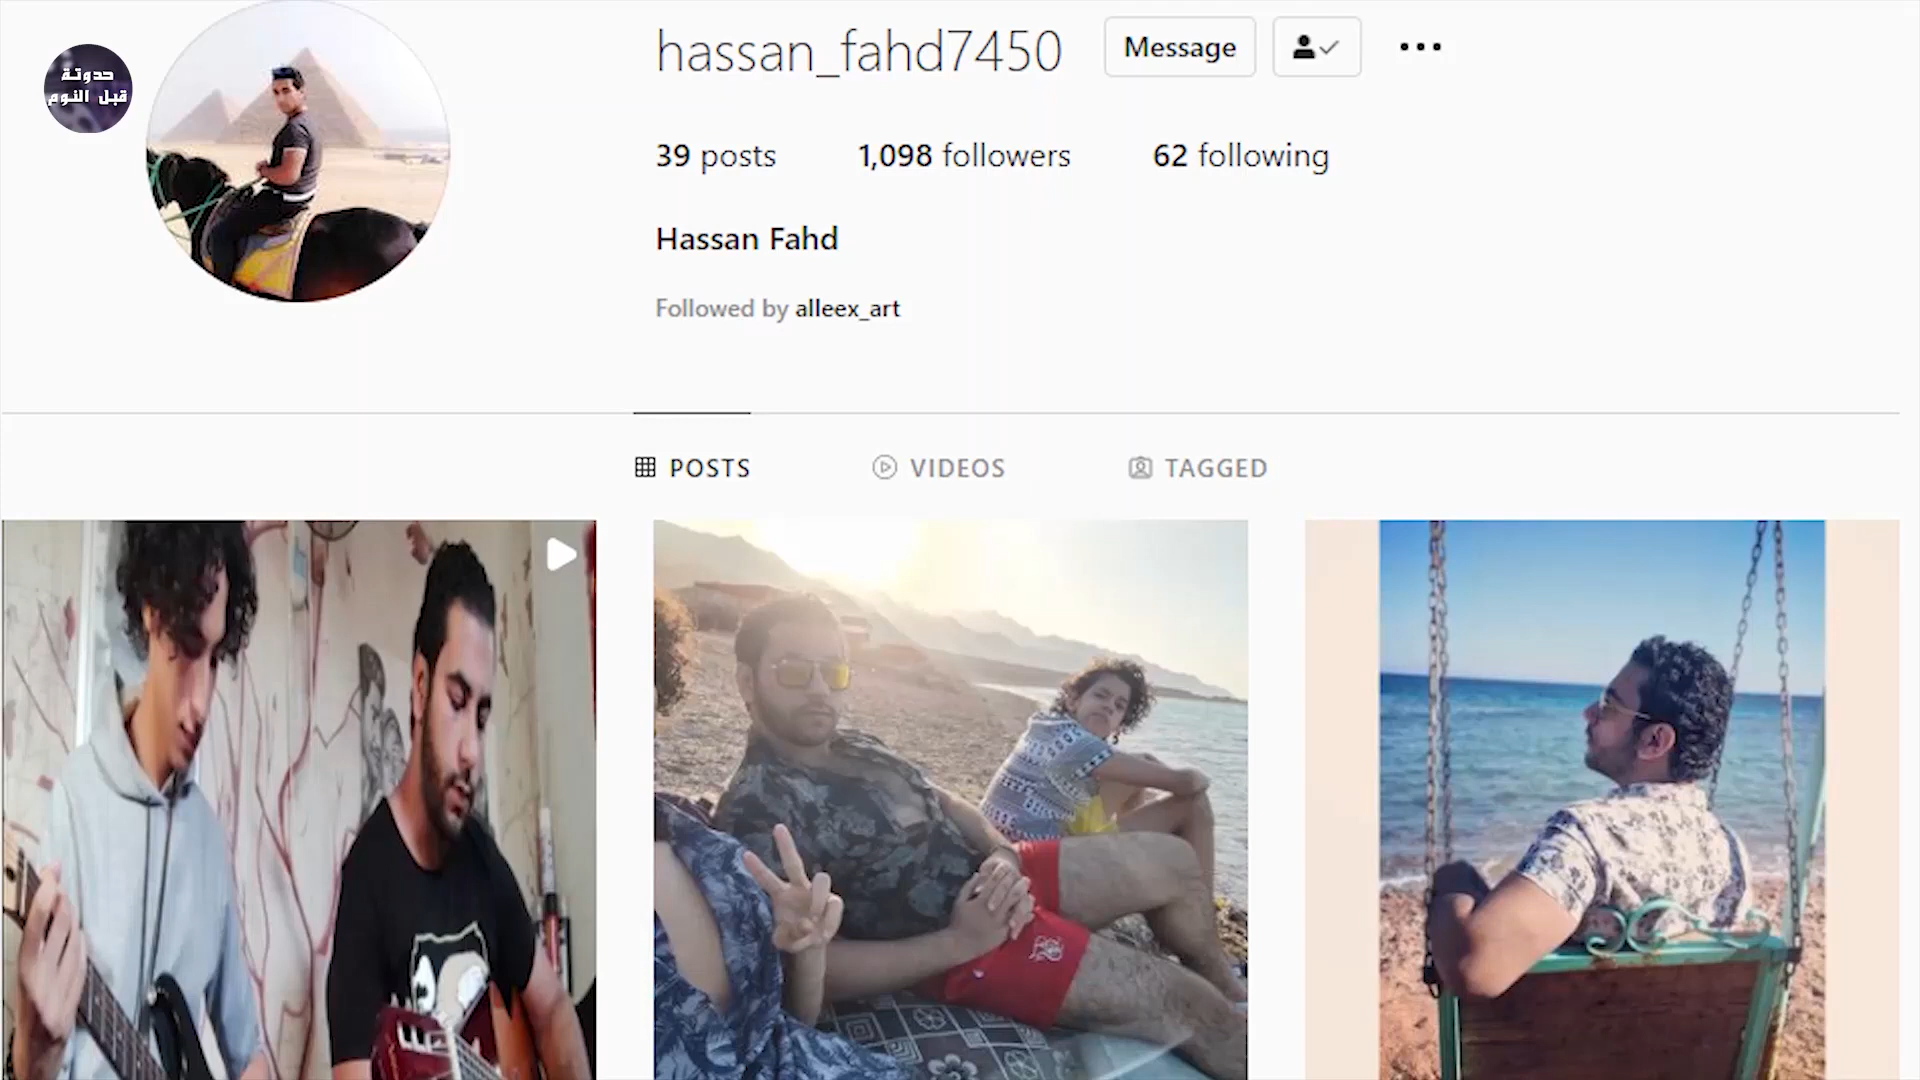 حدوتة
قبل النوم
hassan_fahd7450
Message
39 posts
1,098 followers
62 following
Hassan Fahd
Followed by alleex_art
POSTS
VIDEOS
TAGGED